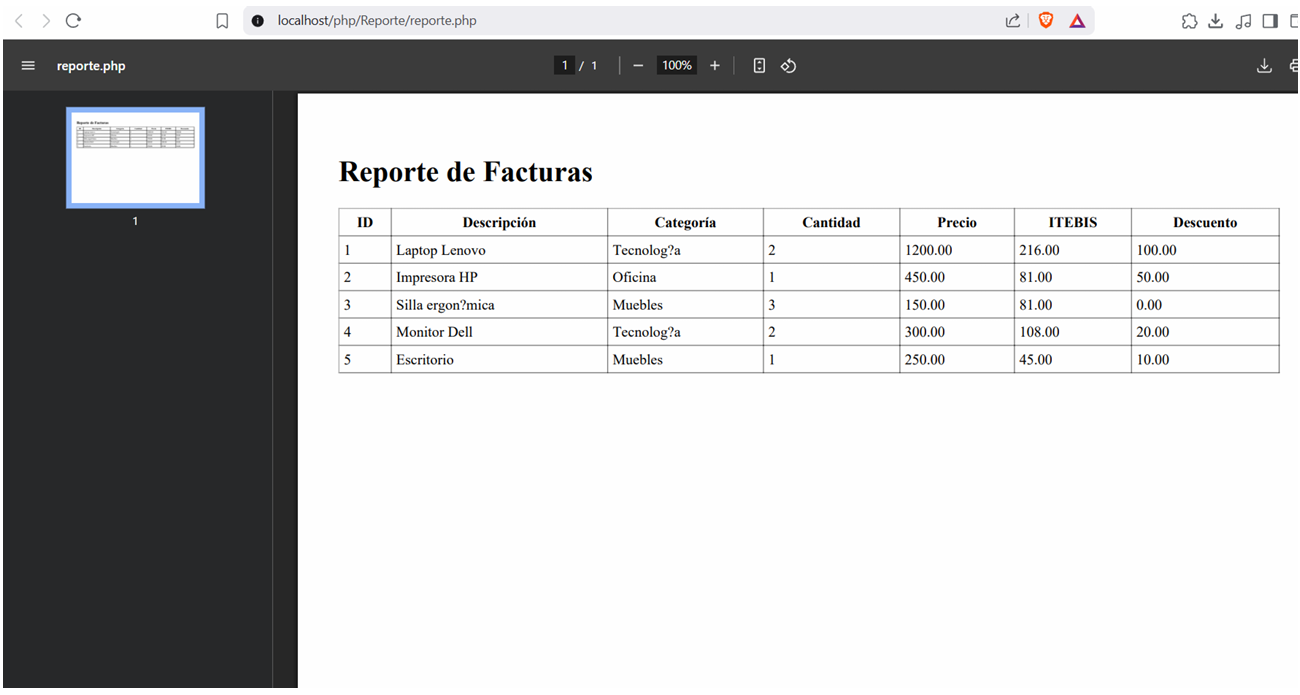 localhost/php/Reporte/reporte.php
reporte.php 1 / 1 − 100% +
1
Reporte de Facturas
ID Descripción Categoría Cantidad Precio ITEBIS Descuento
1 Laptop Lenovo Tecnolog?a 2 1200.00 216.00 100.00
2 Impresora HP Oficina 1 450.00 81.00 50.00
3 Silla ergon?mica Muebles 3 150.00 81.00 0.00
4 Monitor Dell Tecnolog?a 2 300.00 108.00 20.00
5 Escritorio Muebles 1 250.00 45.00 10.00